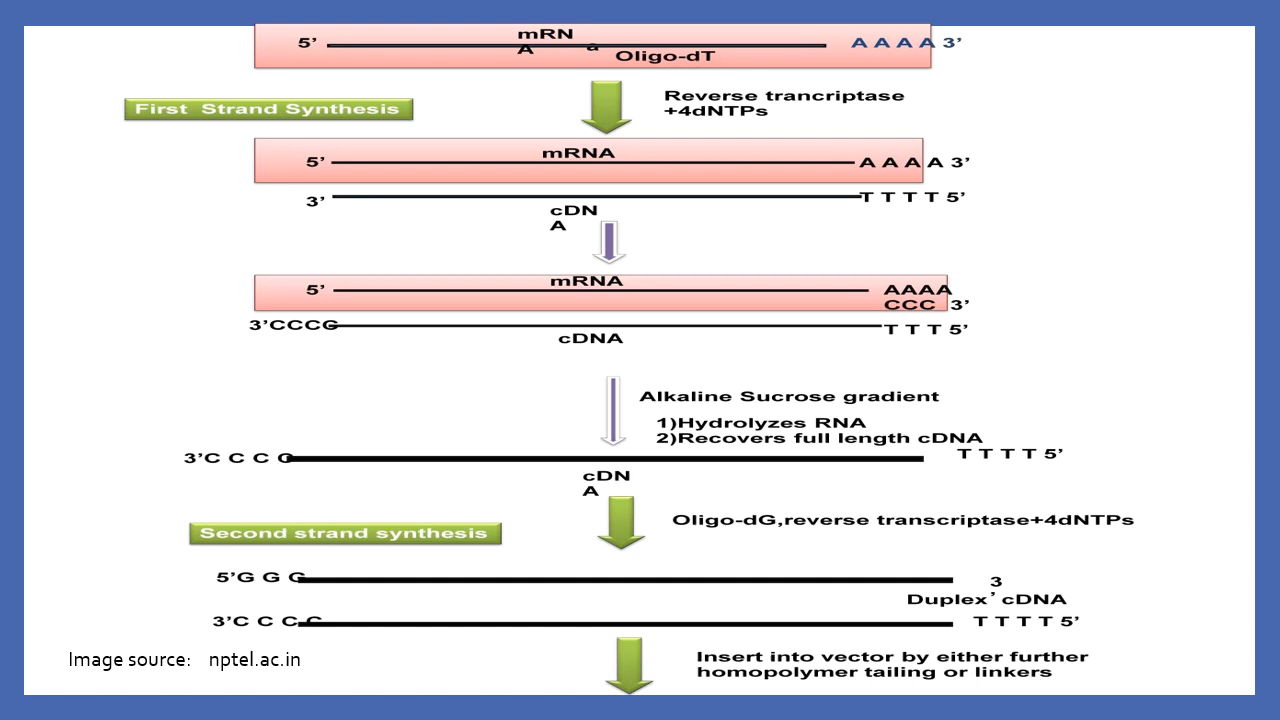 mRN
5’ A a A A A A 3’
Oligo-dT
First Strand Synthesis
Reverse trancriptase
+4dNTPs
mRNA
5’ A A A A 3’
3’ T T T T 5’
cDN
A
mRNA
5’ AAAA
CCC 3’
3’CCCC T T T 5’
cDNA
Alkaline Sucrose gradient
1)Hydrolyzes RNA
2)Recovers full length cDNA
3’C C C C T T T T 5’
cDN
A
Oligo-dG,reverse transcriptase+4dNTPs
Second strand synthesis
5’G G G 3
’
Duplex cDNA
3’C C C C T T T T 5’
Image source: nptel.ac.in
Insert into vector by either further
homopolymer tailing or linkers